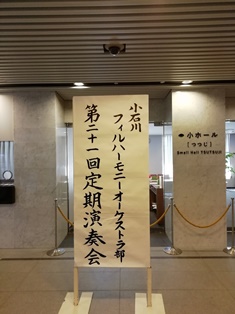 小石川
フィルハーモニーオーケストラ部
第二十一回定期演奏会
小ホール
[つつじ]
Small Hall TSUTSUJI